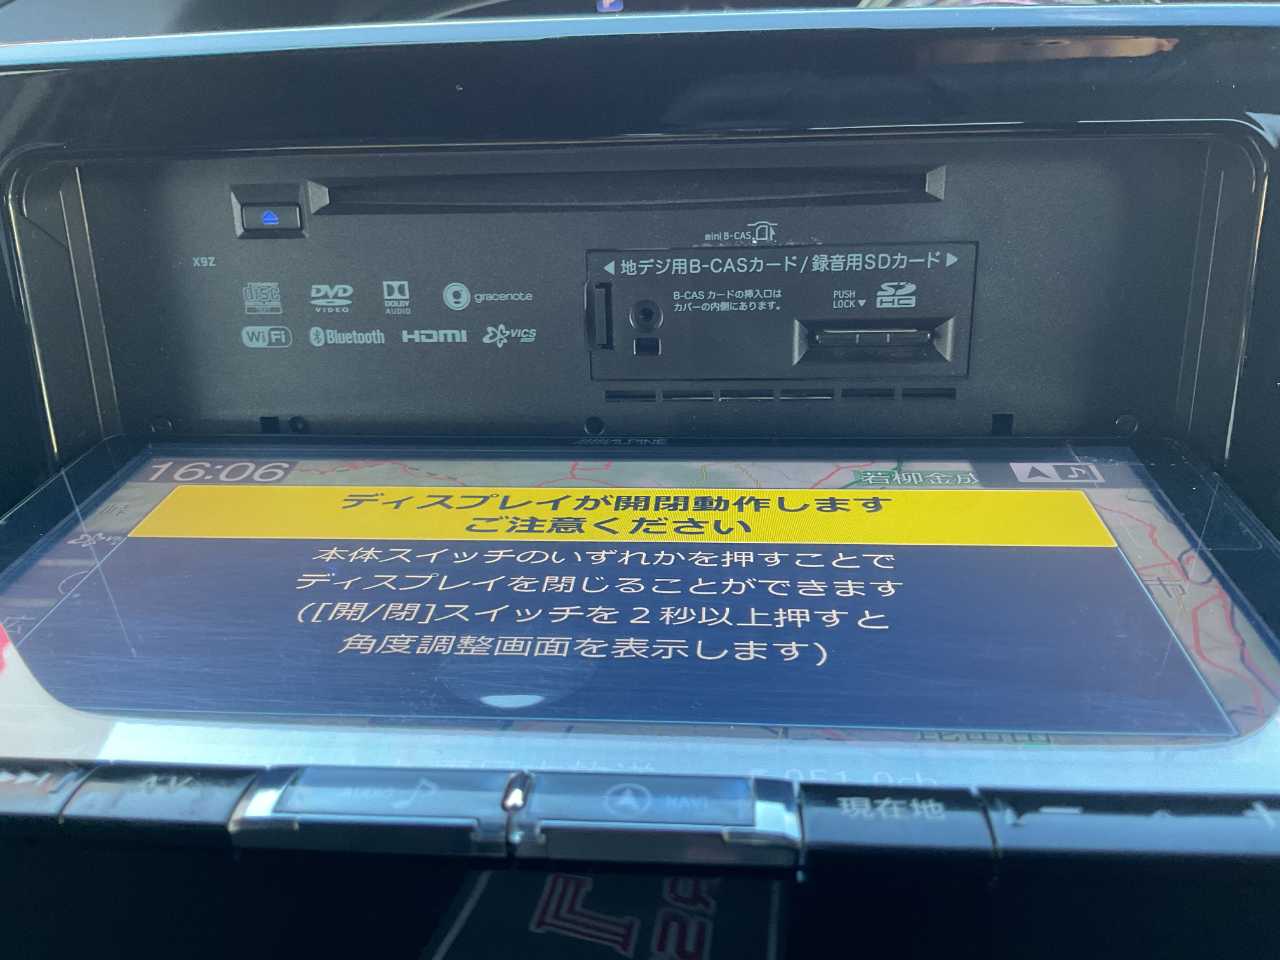 mini B-CAS
X9Z
◀地デジ用B-CASカード/録音用SDカード▶
B-CAS カードの挿入口は
カバーの内側にあります。
PUSH
LOCK▼
SD
HC
disc
DVD
VIDEO
DOLBY
AUDIO
gracenote
WiFi
Bluetooth
HDMI
VICS
ALPINE
16:06
若柳金成
ディスプレイが開閉動作します
ご注意ください
本体スイッチのいずれかを押すことで
ディスプレイを閉じることができます
([開/閉]スイッチを2秒以上押すと
角度調整画面を表示します)
市
AV
NAVI
現在地